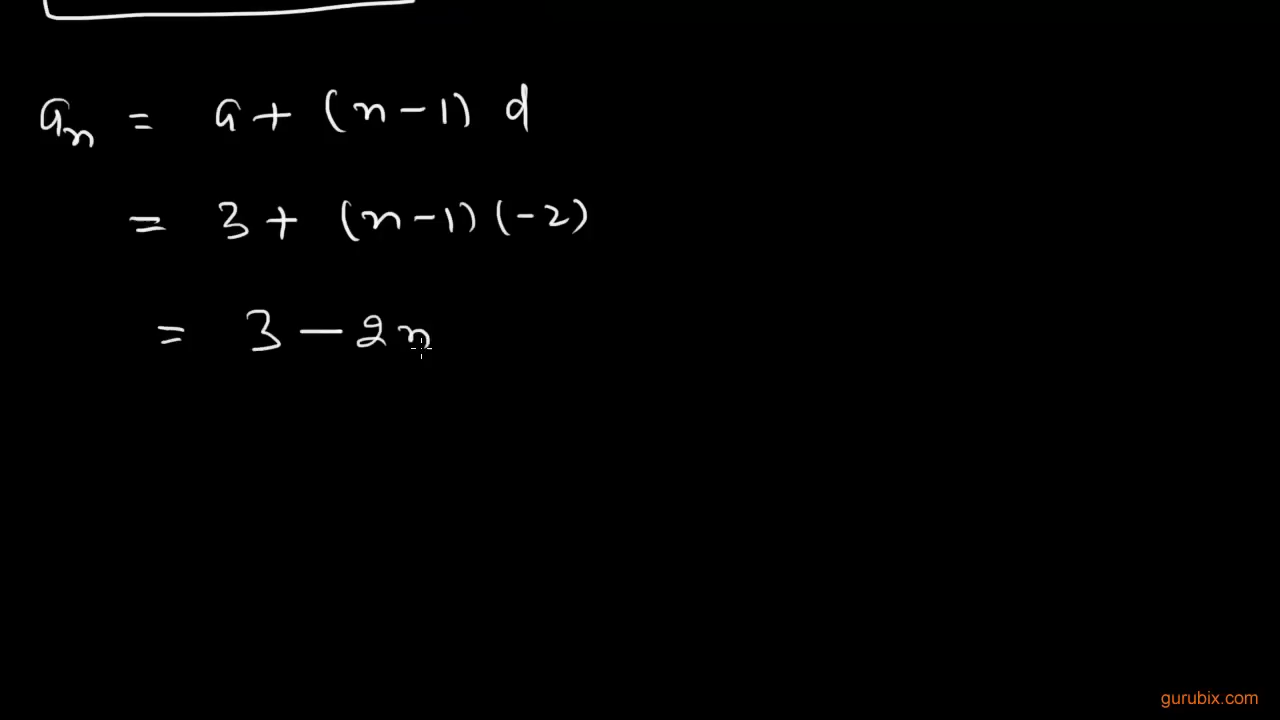 aₙ = a + (n - 1) d
= 3 + (n - 1) (-2)
= 3 - 2n
gurubix.com